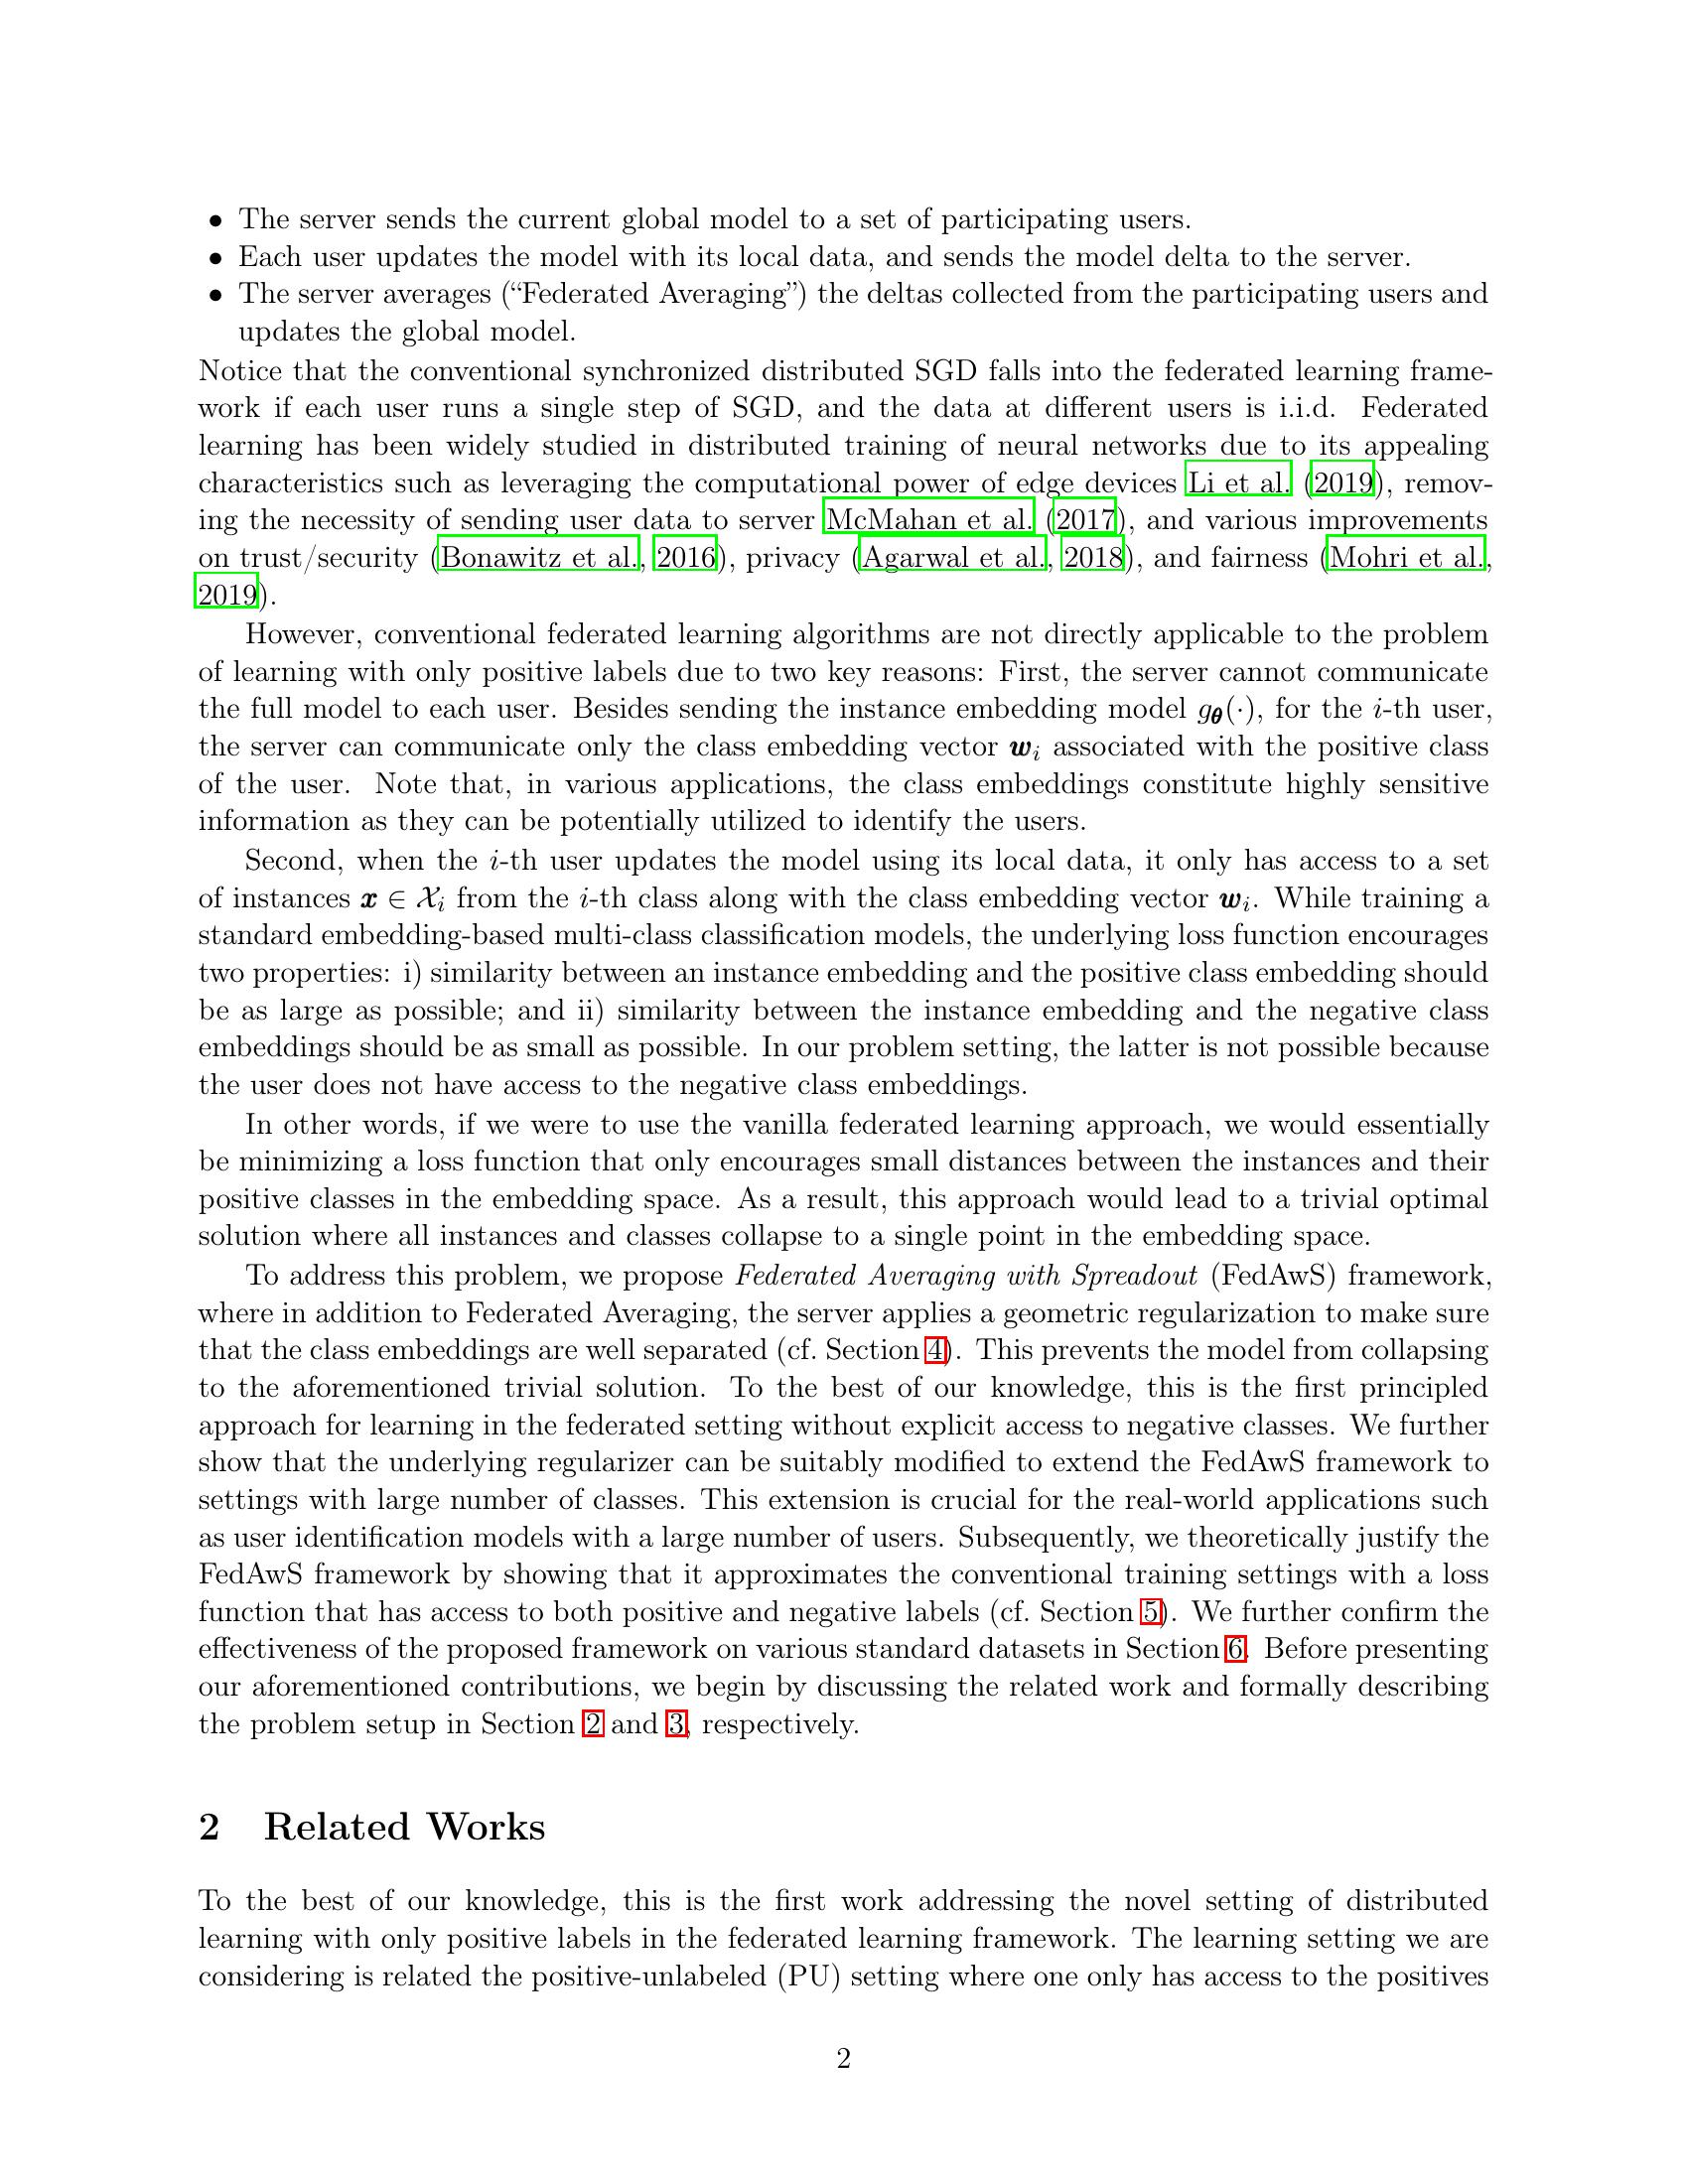 • The server sends the current global model to a set of participating users.
• Each user updates the model with its local data, and sends the model delta to the server.
• The server averages (“Federated Averaging”) the deltas collected from the participating users and
updates the global model.
Notice that the conventional synchronized distributed SGD falls into the federated learning frame-
work if each user runs a single step of SGD, and the data at different users is i.i.d. Federated
learning has been widely studied in distributed training of neural networks due to its appealing
characteristics such as leveraging the computational power of edge devices Li et al. (2019), remov-
ing the necessity of sending user data to server McMahan et al. (2017), and various improvements
on trust/security (Bonawitz et al., 2016), privacy (Agarwal et al., 2018), and fairness (Mohri et al.,
2019).
However, conventional federated learning algorithms are not directly applicable to the problem
of learning with only positive labels due to two key reasons: First, the server cannot communicate
the full model to each user. Besides sending the instance embedding model g_θ(·), for the i-th user,
the server can communicate only the class embedding vector w_i associated with the positive class
of the user. Note that, in various applications, the class embeddings constitute highly sensitive
information as they can be potentially utilized to identify the users.
Second, when the i-th user updates the model using its local data, it only has access to a set
of instances x ∈ 𝒳_i from the i-th class along with the class embedding vector w_i. While training a
standard embedding-based multi-class classification models, the underlying loss function encourages
two properties: i) similarity between an instance embedding and the positive class embedding should
be as large as possible; and ii) similarity between the instance embedding and the negative class
embeddings should be as small as possible. In our problem setting, the latter is not possible because
the user does not have access to the negative class embeddings.
In other words, if we were to use the vanilla federated learning approach, we would essentially
be minimizing a loss function that only encourages small distances between the instances and their
positive classes in the embedding space. As a result, this approach would lead to a trivial optimal
solution where all instances and classes collapse to a single point in the embedding space.
To address this problem, we propose Federated Averaging with Spreadout (FedAwS) framework,
where in addition to Federated Averaging, the server applies a geometric regularization to make sure
that the class embeddings are well separated (cf. Section 4). This prevents the model from collapsing
to the aforementioned trivial solution. To the best of our knowledge, this is the first principled
approach for learning in the federated setting without explicit access to negative classes. We further
show that the underlying regularizer can be suitably modified to extend the FedAwS framework to
settings with large number of classes. This extension is crucial for the real-world applications such
as user identification models with a large number of users. Subsequently, we theoretically justify the
FedAwS framework by showing that it approximates the conventional training settings with a loss
function that has access to both positive and negative labels (cf. Section 5). We further confirm the
effectiveness of the proposed framework on various standard datasets in Section 6. Before presenting
our aforementioned contributions, we begin by discussing the related work and formally describing
the problem setup in Section 2 and 3, respectively.
2 Related Works
To the best of our knowledge, this is the first work addressing the novel setting of distributed
learning with only positive labels in the federated learning framework. The learning setting we are
considering is related the positive-unlabeled (PU) setting where one only has access to the positives
2